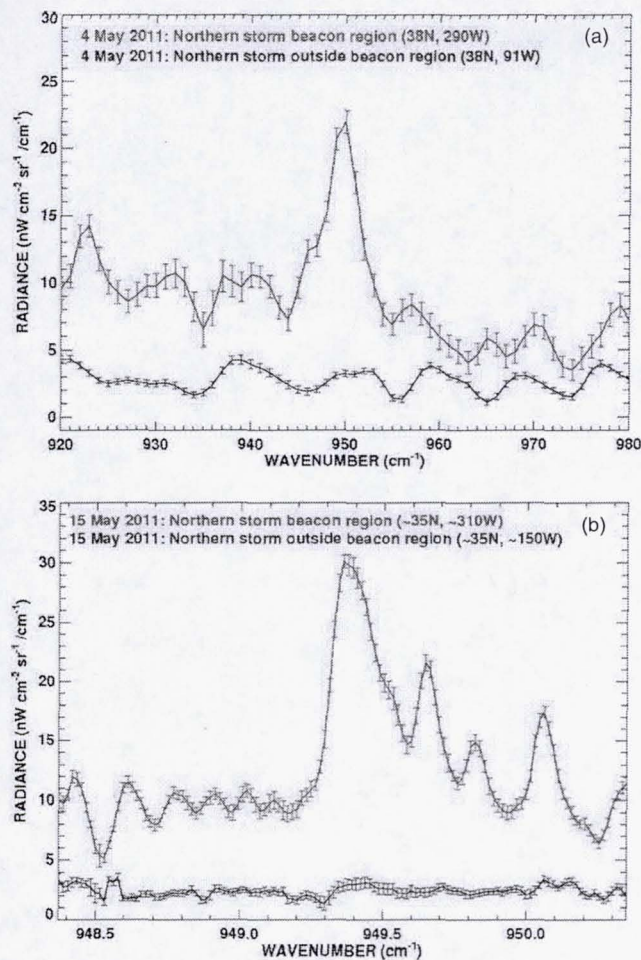 30
4 May 2011: Northern storm beacon region (38N, 290W)
(a)
4 May 2011: Northern storm outside beacon region (38N, 91W)
25
20
15
10
5
0
RADIANCE (nW cm⁻² sr⁻¹ /cm⁻¹)
920 930 940 950 960 970 980
WAVENUMBER (cm⁻¹)
35
15 May 2011: Northern storm beacon region (~35N, ~310W)
(b)
15 May 2011: Northern storm outside beacon region (~35N, ~150W)
30
25
20
15
10
5
0
RADIANCE (nW cm⁻² sr⁻¹ /cm⁻¹)
948.5 949.0 949.5 950.0
WAVENUMBER (cm⁻¹)